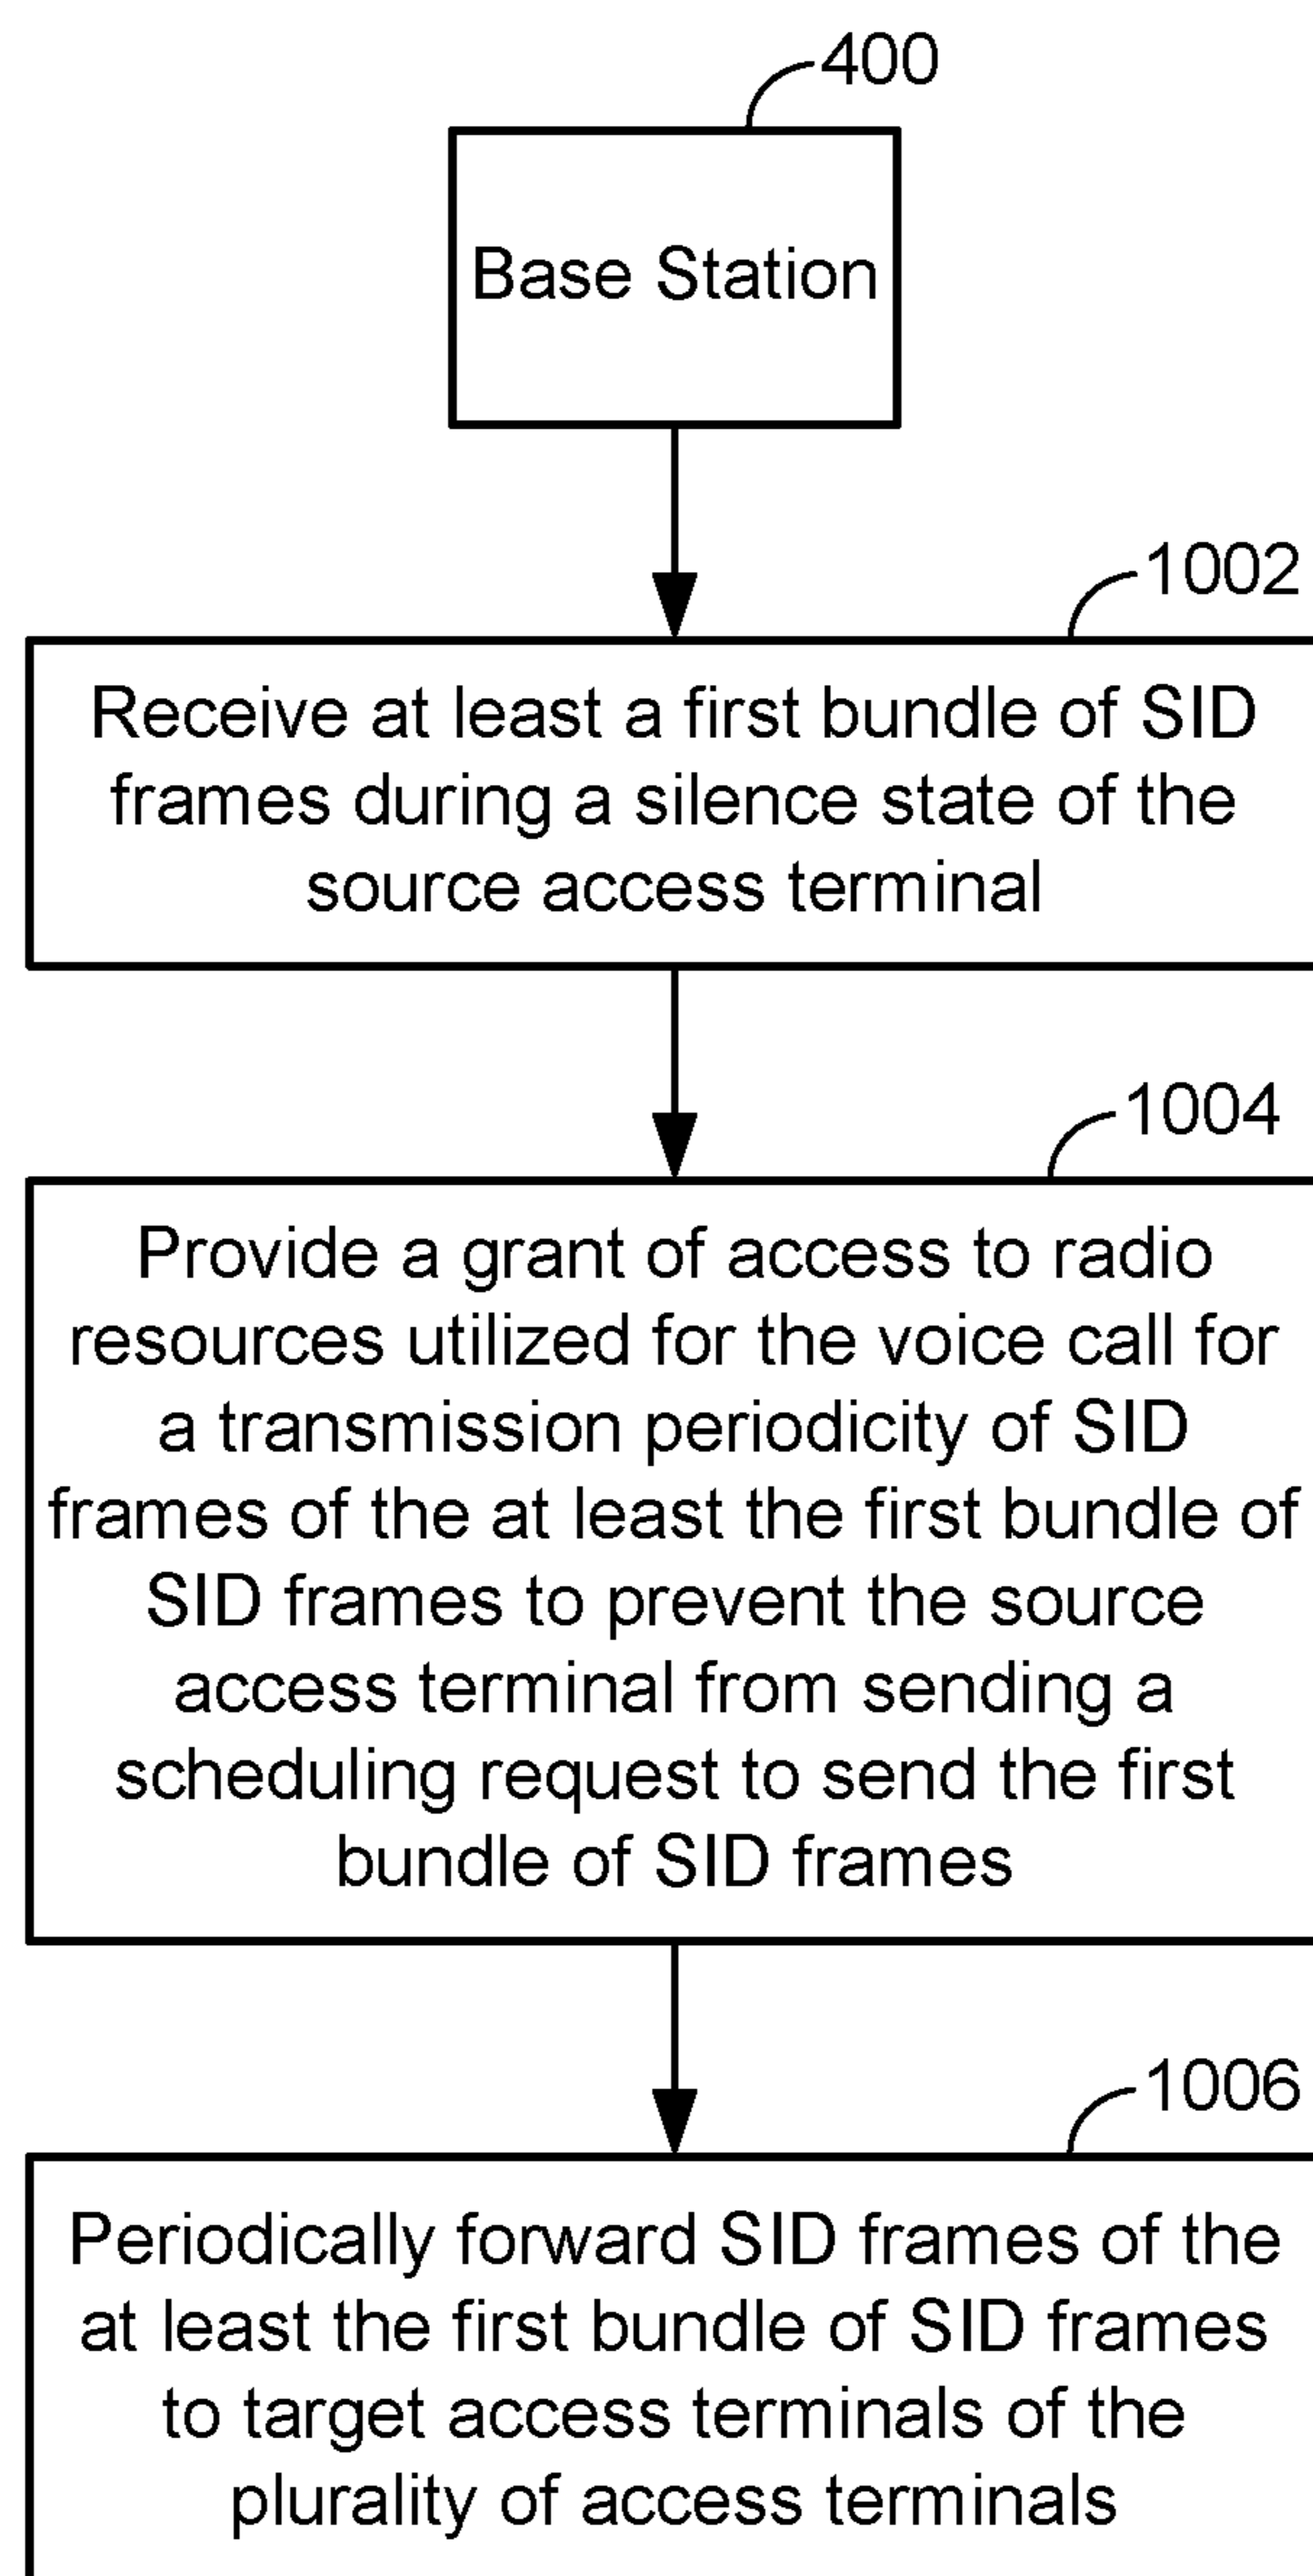 400
Base Station
1002
Receive at least a first bundle of SID
frames during a silence state of the
source access terminal
1004
Provide a grant of access to radio
resources utilized for the voice call for
a transmission periodicity of SID
frames of the at least the first bundle of
SID frames to prevent the source
access terminal from sending a
scheduling request to send the first
bundle of SID frames
1006
Periodically forward SID frames of the
at least the first bundle of SID frames
to target access terminals of the
plurality of access terminals